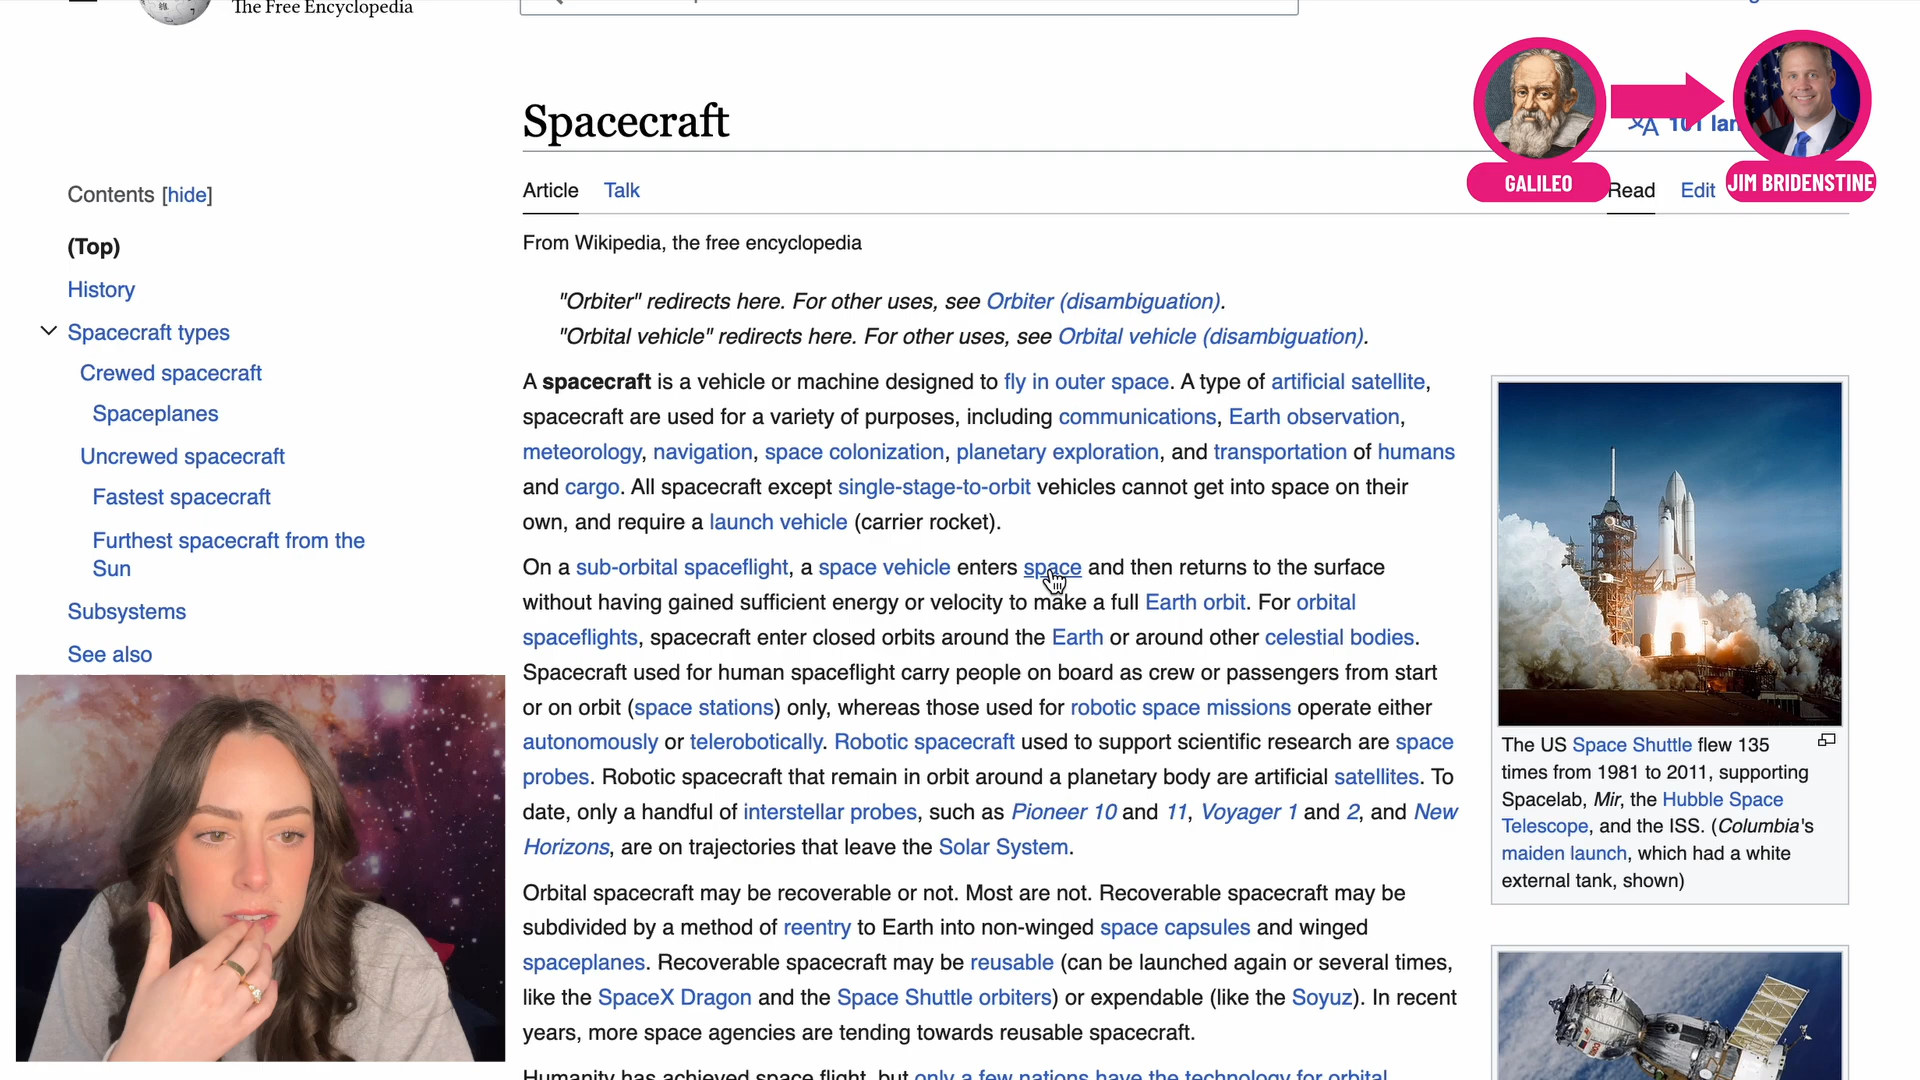 The Free Encyclopedia
Spacecraft
101 lan
GALILEO
JIM BRIDENSTINE
Contents [hide]
Article Talk
Read Edit
(Top)
From Wikipedia, the free encyclopedia
History
"Orbiter" redirects here. For other uses, see Orbiter (disambiguation).
Spacecraft types
"Orbital vehicle" redirects here. For other uses, see Orbital vehicle (disambiguation).
Crewed spacecraft
Spaceplanes
Uncrewed spacecraft
Fastest spacecraft
Furthest spacecraft from the
Sun
Subsystems
See also
A spacecraft is a vehicle or machine designed to fly in outer space. A type of artificial satellite,
spacecraft are used for a variety of purposes, including communications, Earth observation,
meteorology, navigation, space colonization, planetary exploration, and transportation of humans
and cargo. All spacecraft except single-stage-to-orbit vehicles cannot get into space on their
own, and require a launch vehicle (carrier rocket).
On a sub-orbital spaceflight, a space vehicle enters space and then returns to the surface
without having gained sufficient energy or velocity to make a full Earth orbit. For orbital
spaceflights, spacecraft enter closed orbits around the Earth or around other celestial bodies.
Spacecraft used for human spaceflight carry people on board as crew or passengers from start
or on orbit (space stations) only, whereas those used for robotic space missions operate either
autonomously or telerobotically. Robotic spacecraft used to support scientific research are space
probes. Robotic spacecraft that remain in orbit around a planetary body are artificial satellites. To
date, only a handful of interstellar probes, such as Pioneer 10 and 11, Voyager 1 and 2, and New
Horizons, are on trajectories that leave the Solar System.
Orbital spacecraft may be recoverable or not. Most are not. Recoverable spacecraft may be
subdivided by a method of reentry to Earth into non-winged space capsules and winged
spaceplanes. Recoverable spacecraft may be reusable (can be launched again or several times,
like the SpaceX Dragon and the Space Shuttle orbiters) or expendable (like the Soyuz). In recent
years, more space agencies are tending towards reusable spacecraft.
Humanity has achieved space flight, but only a few nations have the technology for orbital
The US Space Shuttle flew 135
times from 1981 to 2011, supporting
Spacelab, Mir, the Hubble Space
Telescope, and the ISS. (Columbia's
maiden launch, which had a white
external tank, shown)